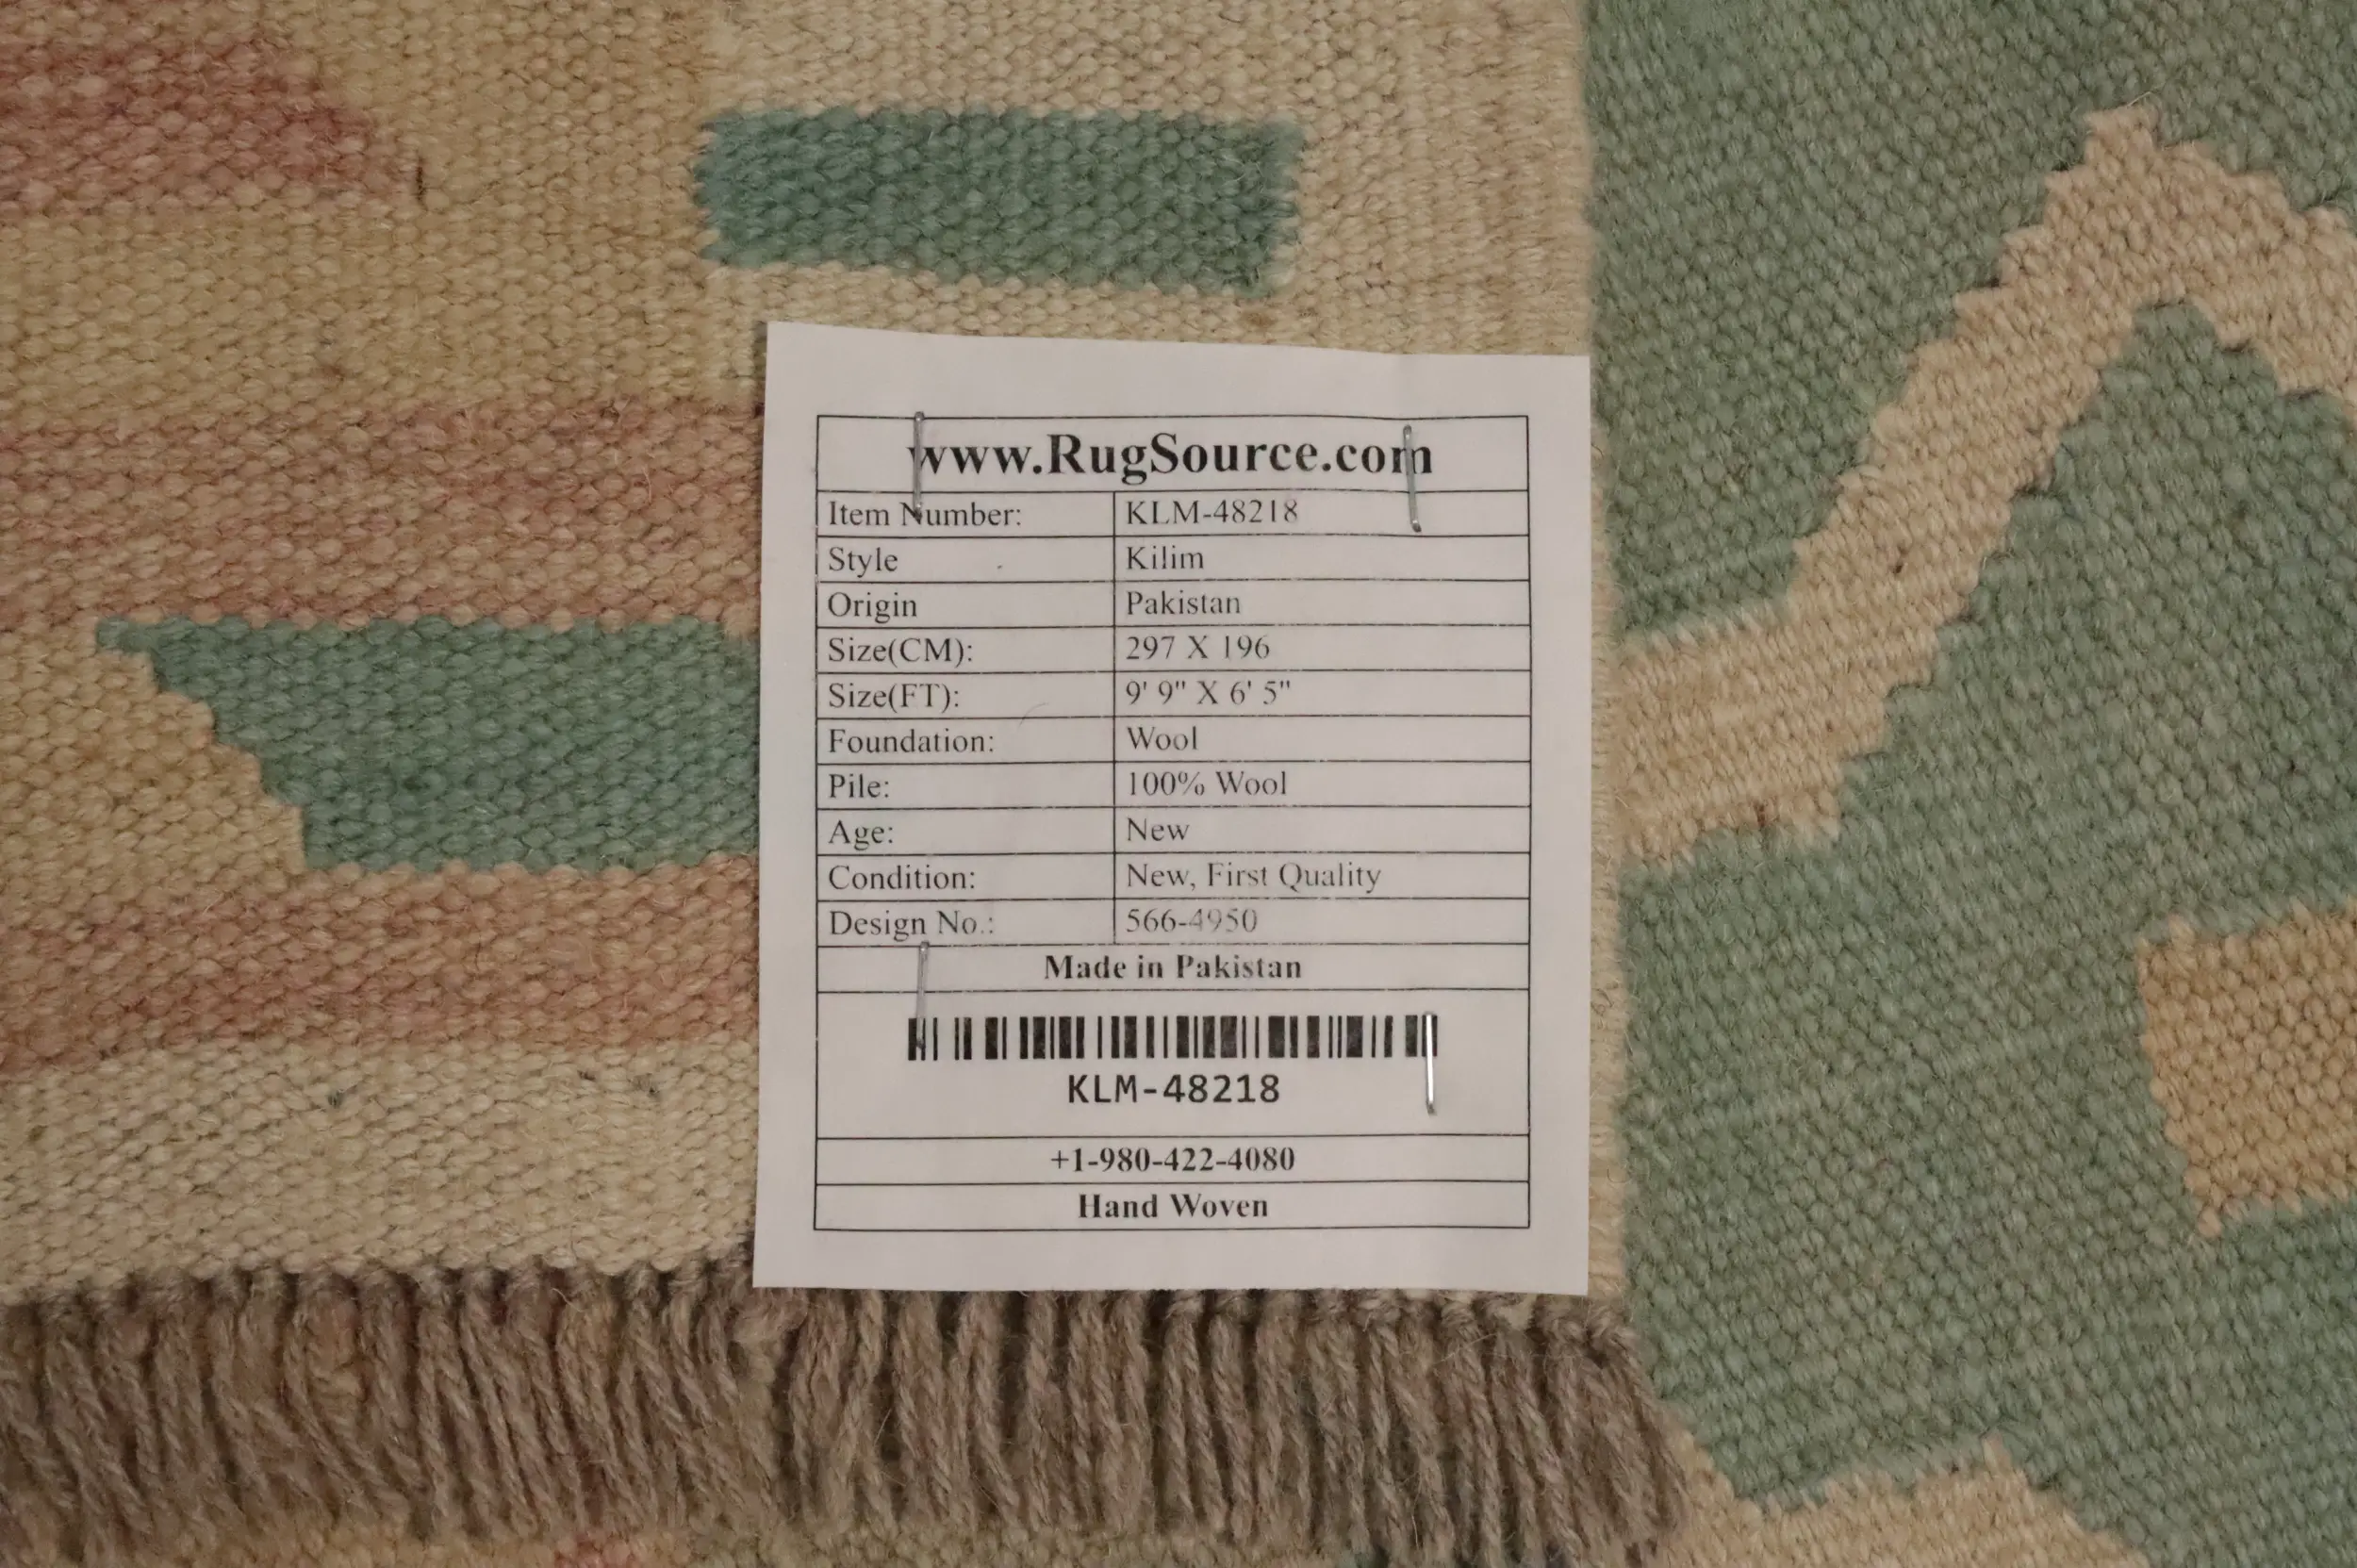 www.RugSource.com
Item Number: KLM-48218
Style Kilim
Origin Pakistan
Size(CM): 297 X 196
Size(FT): 9' 9" X 6' 5"
Foundation: Wool
Pile: 100% Wool
Age: New
Condition: New, First Quality
Design No.: 566-4950
Made in Pakistan
KLM-48218
+1-980-422-4080
Hand Woven